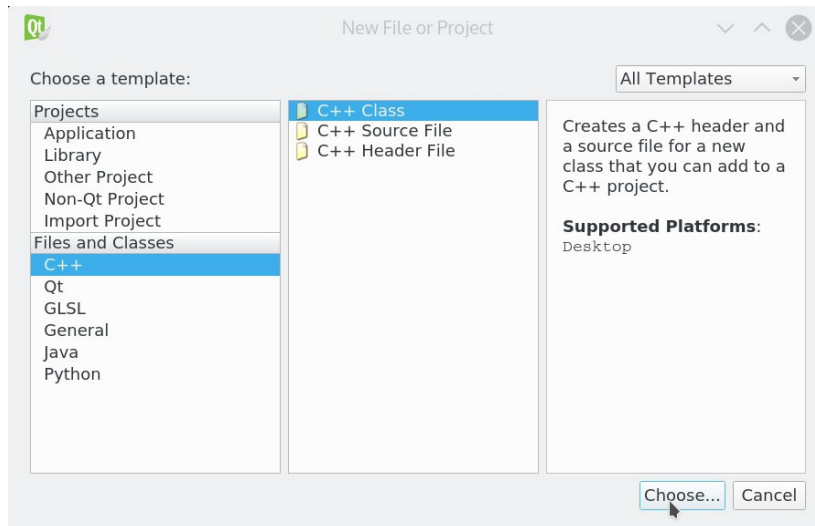 Qt
New File or Project
Choose a template:
All Templates
Projects
Application
Library
Other Project
Non-Qt Project
Import Project
Files and Classes
C++
Qt
GLSL
General
Java
Python
C++ Class
C++ Source File
C++ Header File
Creates a C++ header and
a source file for a new
class that you can add to a
C++ project.
Supported Platforms:
Desktop
Choose...
Cancel